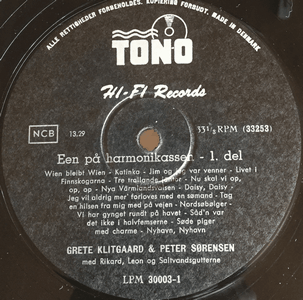 ALLE RETTIGHEDER FORBEHOLDES. KOPIERING FORBUDT. MADE IN DENMARK
TONO
HI-FI Records
NCB 13,29 33⅓ RPM (33253)
Een på harmonikassen - 1. del
Wien bleibt Wien - Katinka - Jim og jeg var venner - Livet i
Finnskogarna - Tre trallande jäntor - Nu skal vi op,
op, op - Nya Värmlandsvalsen - Daisy, Daisy -
Jeg vil aldrig mer' forloves med en sømand - Tag
en hilsen fra mig med på vejen - Nordsøbølger -
Vi har gynget rundt på havet - Såd'n var
det ikke i halvfemserne - Søde piger
med charme - Nyhavn, Nyhavn
GRETE KLITGAARD & PETER SØRENSEN
med Rikard, Leon og Saltvandsgutterne
LPM 30003-1